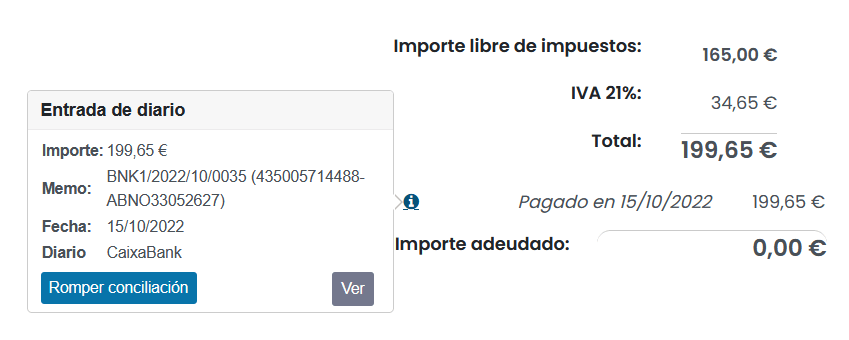 Importe libre de impuestos: 165,00 €
IVA 21%: 34,65 €
Total: 199,65 €
Pagado en 15/10/2022 199,65 €
Importe adeudado: 0,00 €
Entrada de diario
Importe: 199,65 €
Memo: BNK1/2022/10/0035 (435005714488-
ABNO33052627)
Fecha: 15/10/2022
Diario CaixaBank
Romper conciliación Ver